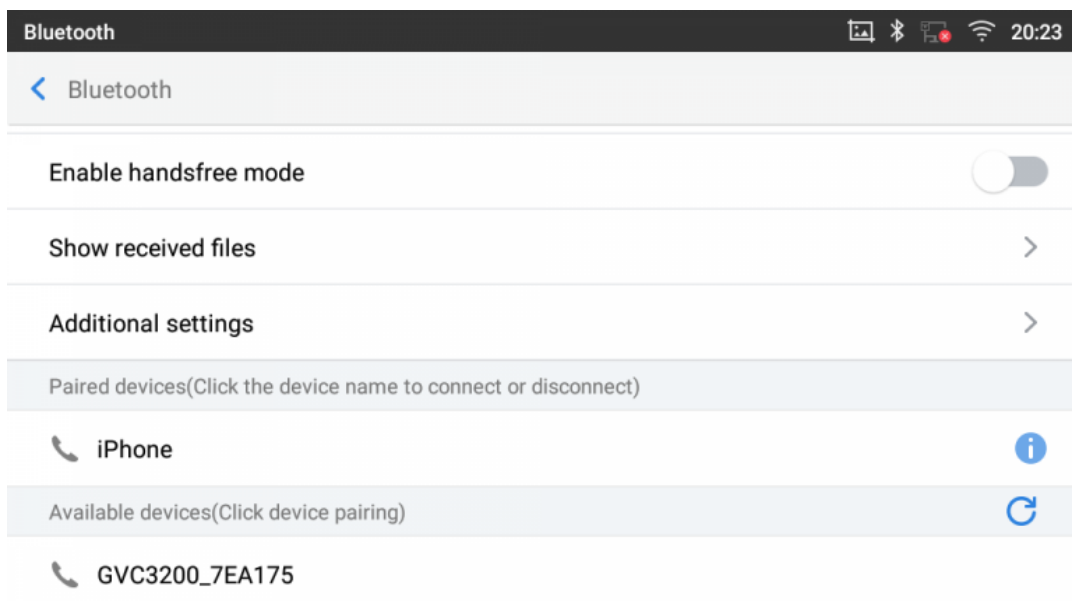 Bluetooth 20:23
Bluetooth
Enable handsfree mode
Show received files
Additional settings
Paired devices(Click the device name to connect or disconnect)
iPhone
Available devices(Click device pairing)
GVC3200_7EA175